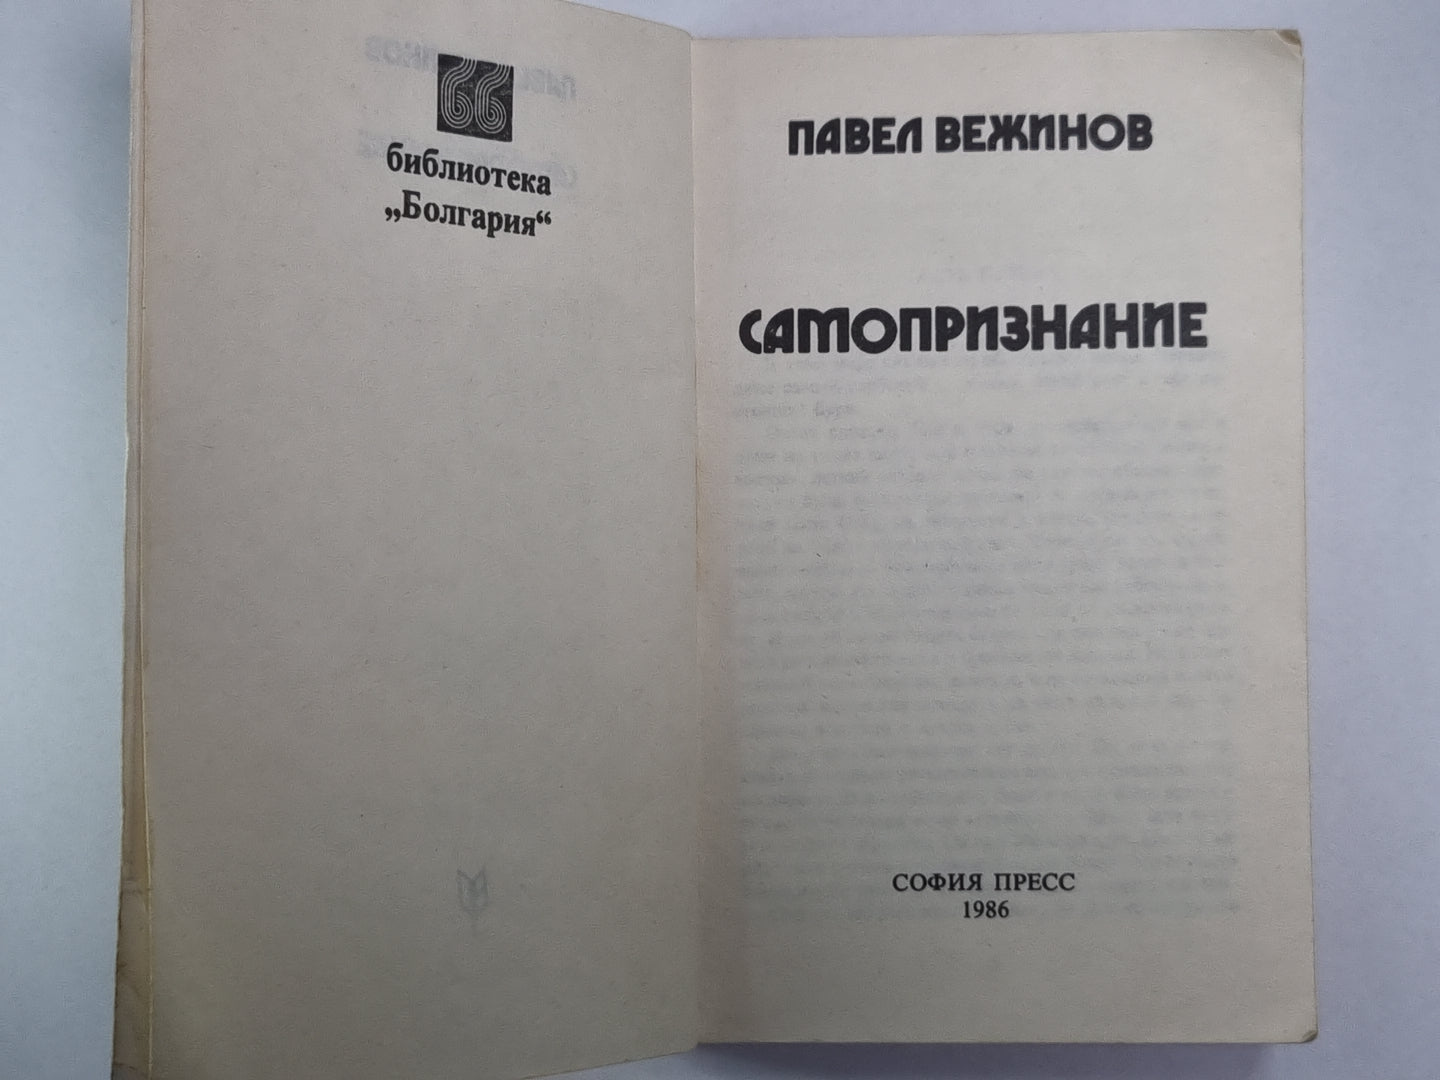 библиотека
„Болгария“
ПАВЕЛ ВЕЖИНОВ
САМОПРИЗНАНИЕ
СОФИЯ ПРЕСС
1986